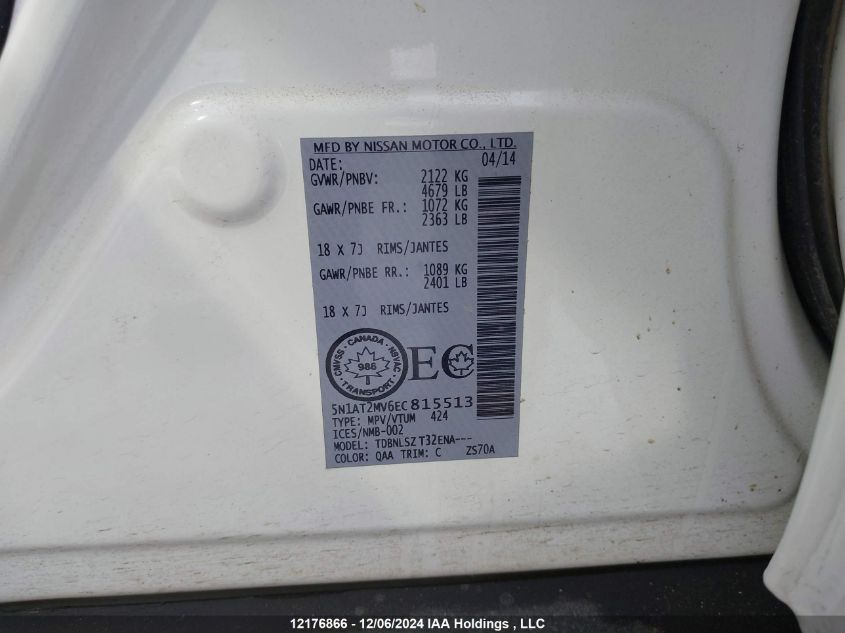 MFD BY NISSAN MOTOR CO., LTD.
DATE: 04/14
GVWR/PNBV: 2122 KG
4679 LB
GAWR/PNBE FR.: 1072 KG
2363 LB
18 X 7J RIMS/JANTES
GAWR/PNBE RR.: 1089 KG
2401 LB
18 X 7J RIMS/JANTES
CANADA
CMVSS 986 NSVAC
TRANSPORT
EC
5N1AT2MV6EC815513
TYPE: MPV/VTUM 424
ICES/NMB-002
MODEL: TDBNLSZ T32ENA---
COLOR: QAA TRIM: C ZS70A
12176866 - 12/06/2024 IAA Holdings , LLC